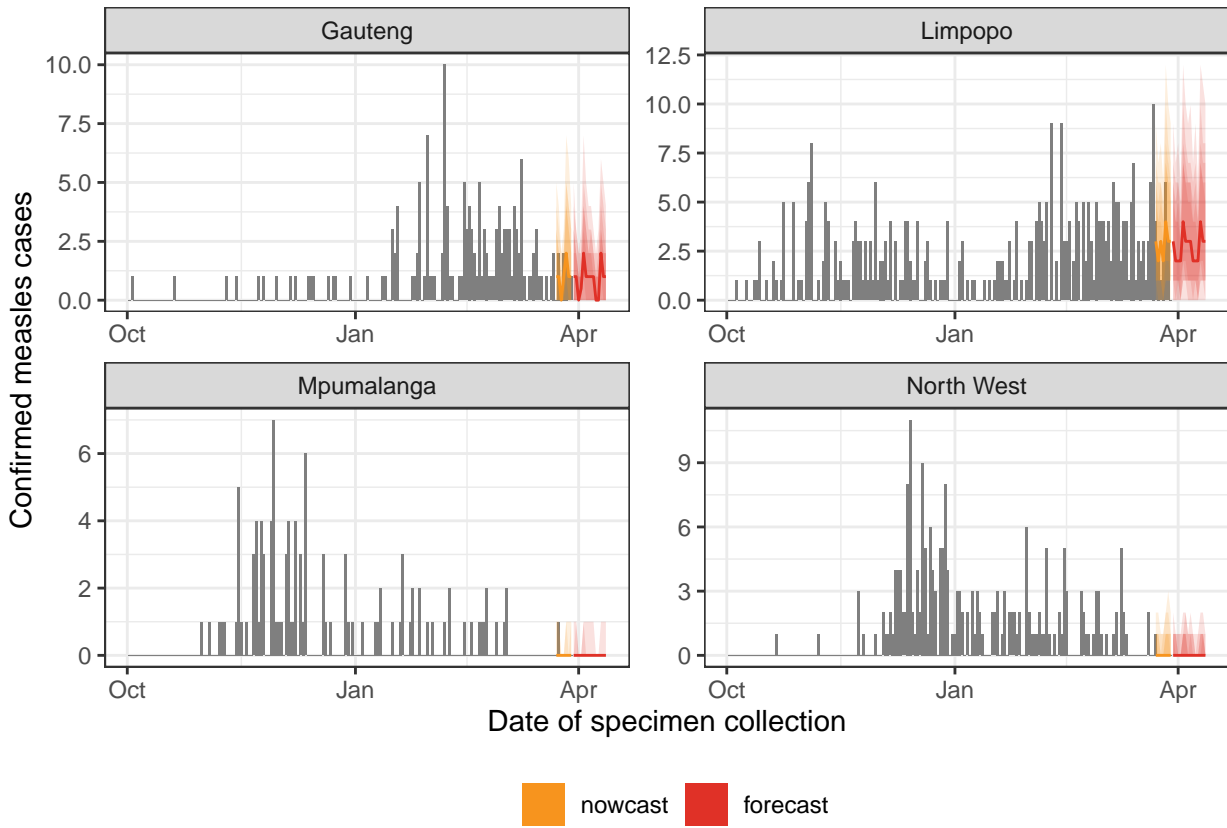 Gauteng
Limpopo
10.0
7.5
5.0
2.5
0.0
Oct
Jan
Apr
12.5
10.0
7.5
5.0
2.5
0.0
Oct
Jan
Apr
Confirmed measles cases
Mpumalanga
North West
6
4
2
0
Oct
Jan
Apr
9
6
3
0
Oct
Jan
Apr
Date of specimen collection
nowcast
forecast